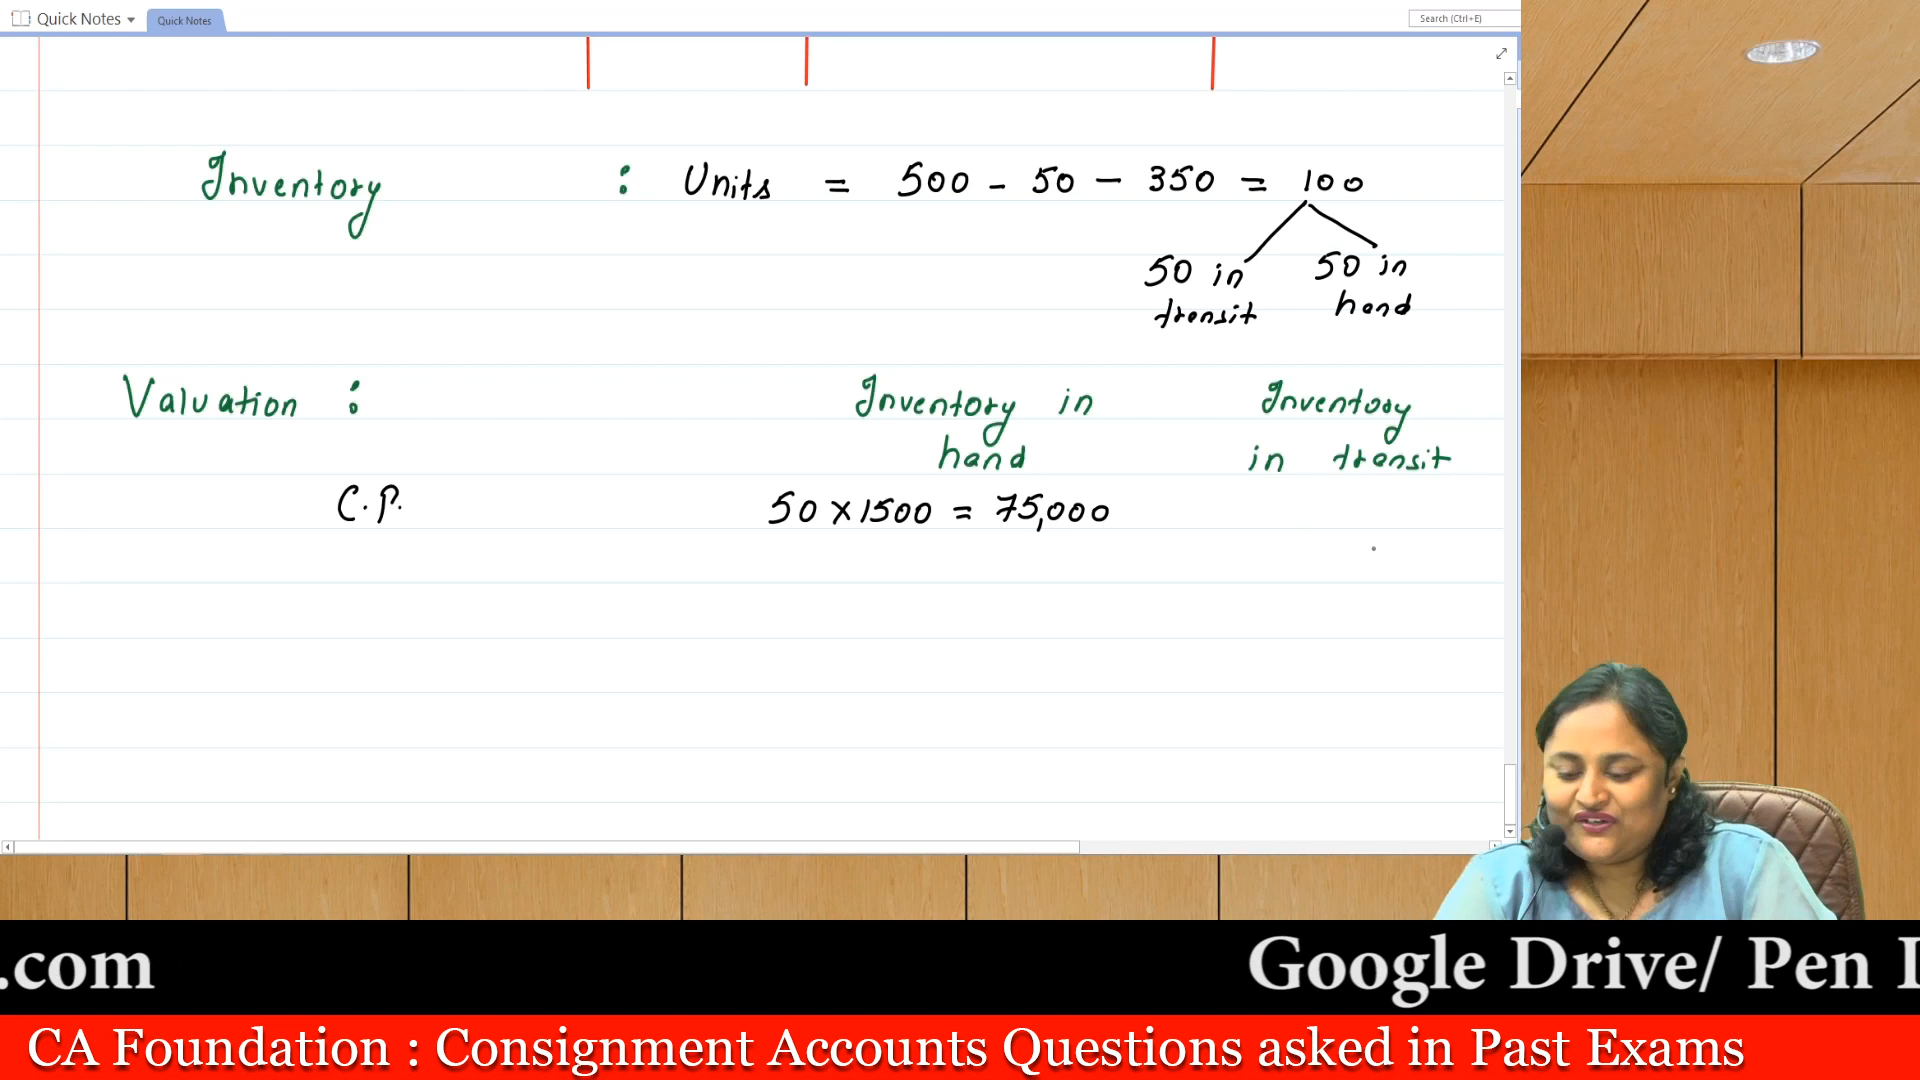 Quick Notes
Quick Notes
Search (Ctrl+E)
Inventory : Units = 500 - 50 - 350 = 100
50 in transit
50 in hand
Valuation :
Inventory in hand
Inventory in transit
C.P. 50 × 1500 = 75,000
.com Google Drive/ Pen D
CA Foundation : Consignment Accounts Questions asked in Past Exams